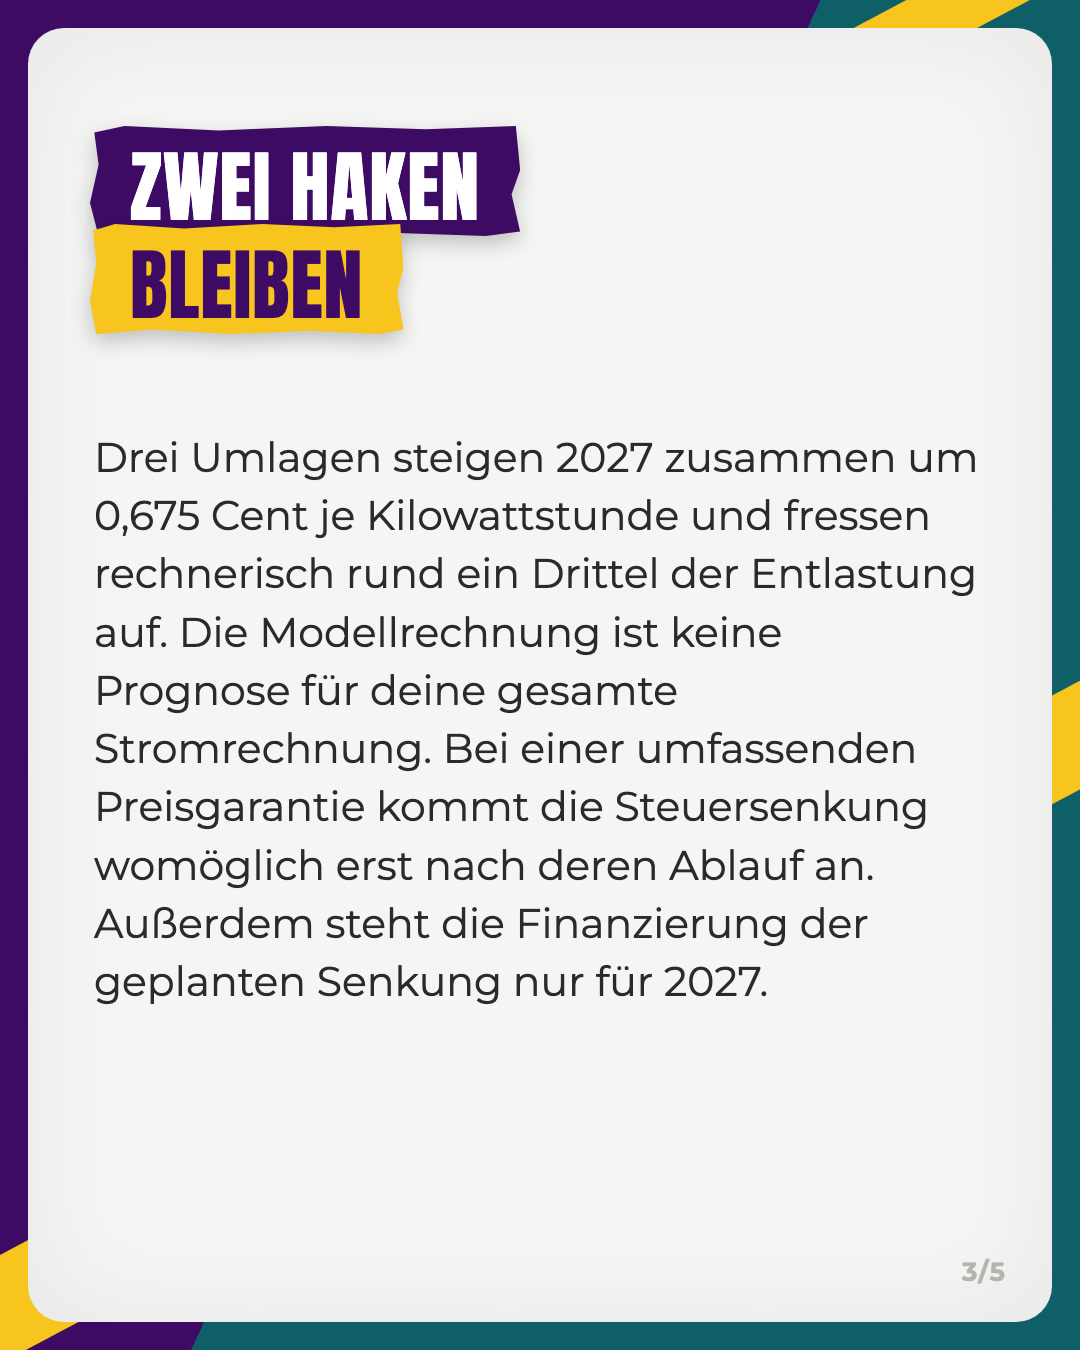 ZWEI HAKEN
BLEIBEN
Drei Umlagen steigen 2027 zusammen um
0,675 Cent je Kilowattstunde und fressen
rechnerisch rund ein Drittel der Entlastung
auf. Die Modellrechnung ist keine
Prognose für deine gesamte
Stromrechnung. Bei einer umfassenden
Preisgarantie kommt die Steuersenkung
womöglich erst nach deren Ablauf an.
Außerdem steht die Finanzierung der
geplanten Senkung nur für 2027.
3/5